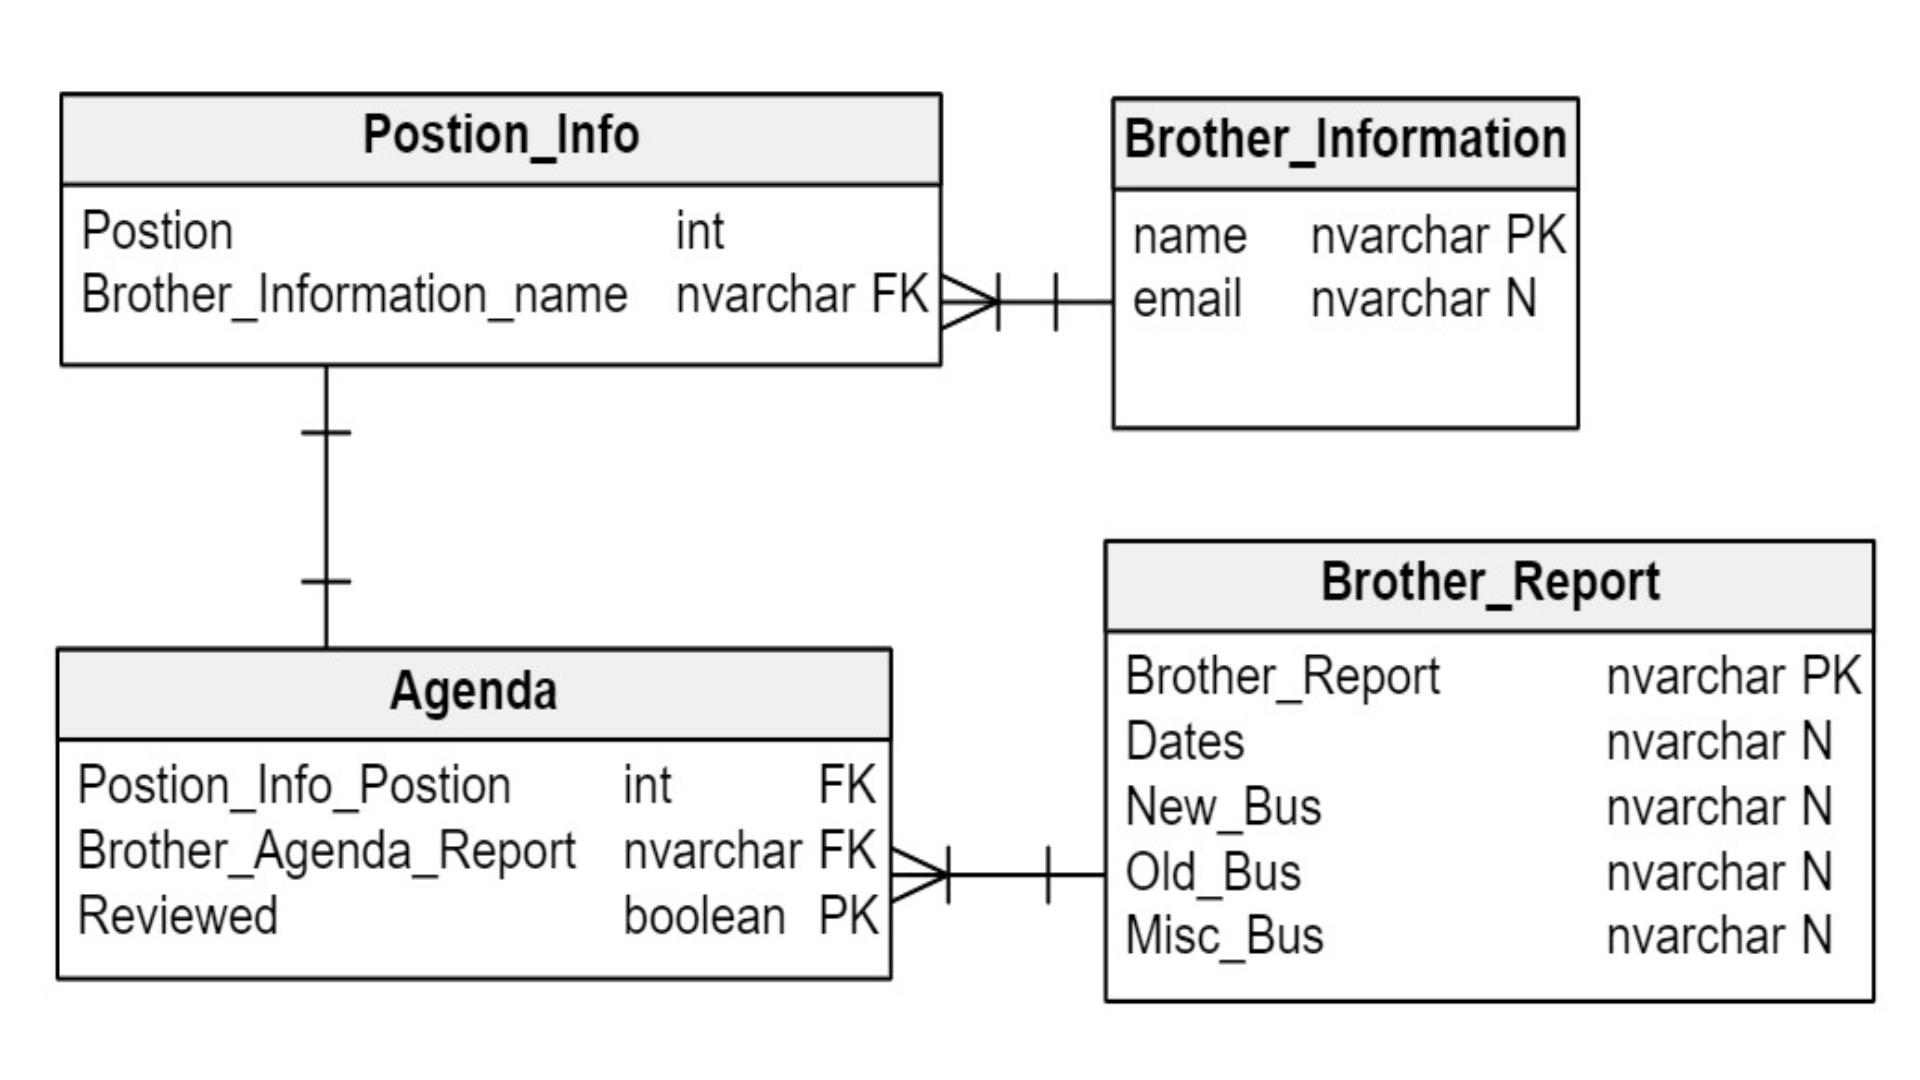 Postion_Info
Postion int
Brother_Information_name nvarchar FK
Brother_Information
name nvarchar PK
email nvarchar N
Agenda
Postion_Info_Postion int FK
Brother_Agenda_Report nvarchar FK
Reviewed boolean PK
Brother_Report
Brother_Report nvarchar PK
Dates nvarchar N
New_Bus nvarchar N
Old_Bus nvarchar N
Misc_Bus nvarchar N